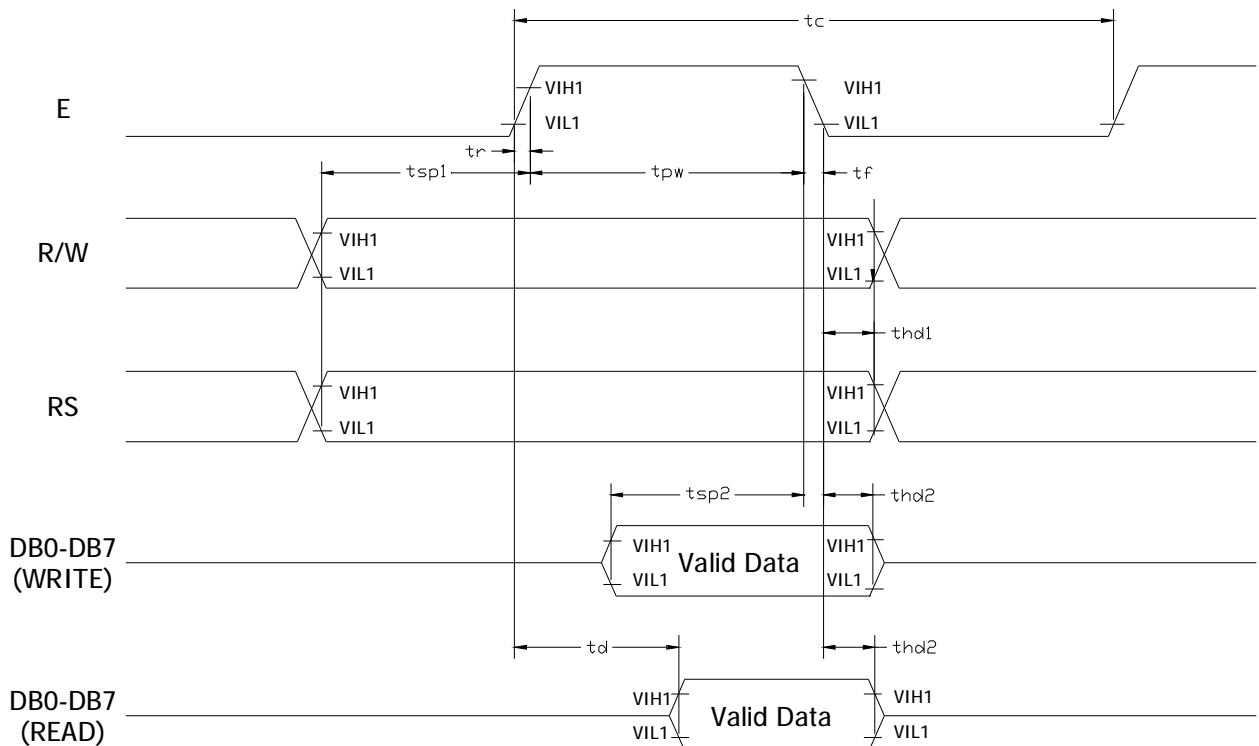 tc
E
VIH1
VIH1
VIL1
VIL1
tr
tsp1
tpw
tf
R/W
VIH1
VIH1
VIL1
VIL1
thd1
RS
VIH1
VIH1
VIL1
VIL1
tsp2
thd2
DB0-DB7
(WRITE)
VIH1
Valid Data
VIH1
VIL1
VIL1
td
thd2
DB0-DB7
(READ)
VIH1
Valid Data
VIH1
VIL1
VIL1